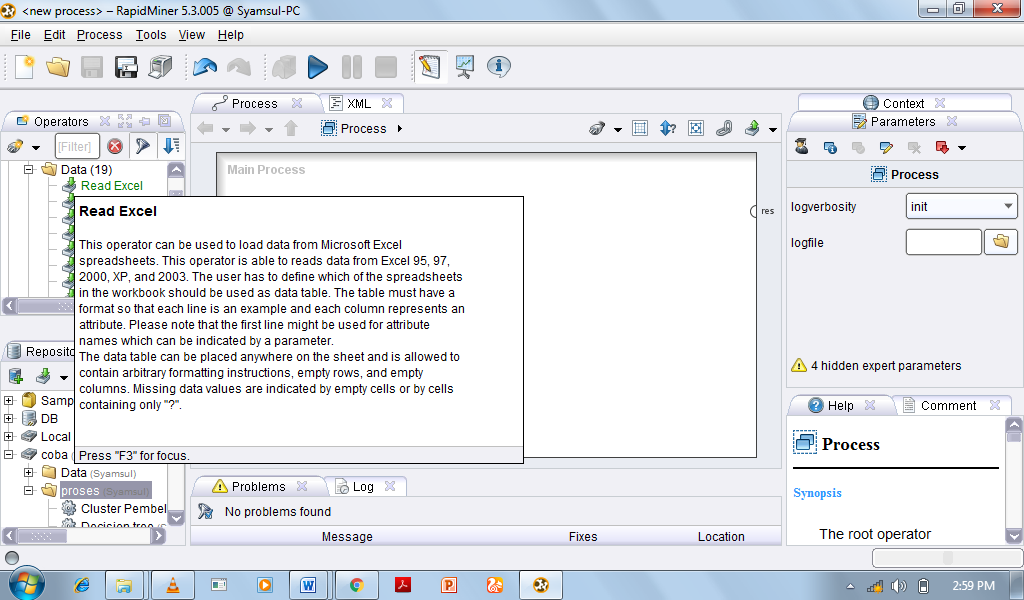 <new process> – RapidMiner 5.3.005 @ Syamsul-PC
File Edit Process Tools View Help
Operators
[Filter]
Data (19)
Read Excel
Process
XML
Process
Main Process
res
Read Excel
This operator can be used to load data from Microsoft Excel
spreadsheets. This operator is able to reads data from Excel 95, 97,
2000, XP, and 2003. The user has to define which of the spreadsheets
in the workbook should be used as data table. The table must have a
format so that each line is an example and each column represents an
attribute. Please note that the first line might be used for attribute
names which can be indicated by a parameter.
The data table can be placed anywhere on the sheet and is allowed to
contain arbitrary formatting instructions, empty rows, and empty
columns. Missing data values are indicated by empty cells or by cells
containing only "?".
Press "F3" for focus.
Reposito
Samp
DB
Local
coba
Data (Syamsul)
proses (Syamsul)
Cluster Pembel
Decision tree (S
Problems
Log
No problems found
Message Fixes Location
Context
Parameters
Process
logverbosity init
logfile
4 hidden expert parameters
Help
Comment
Process
Synopsis
The root operator
2:59 PM